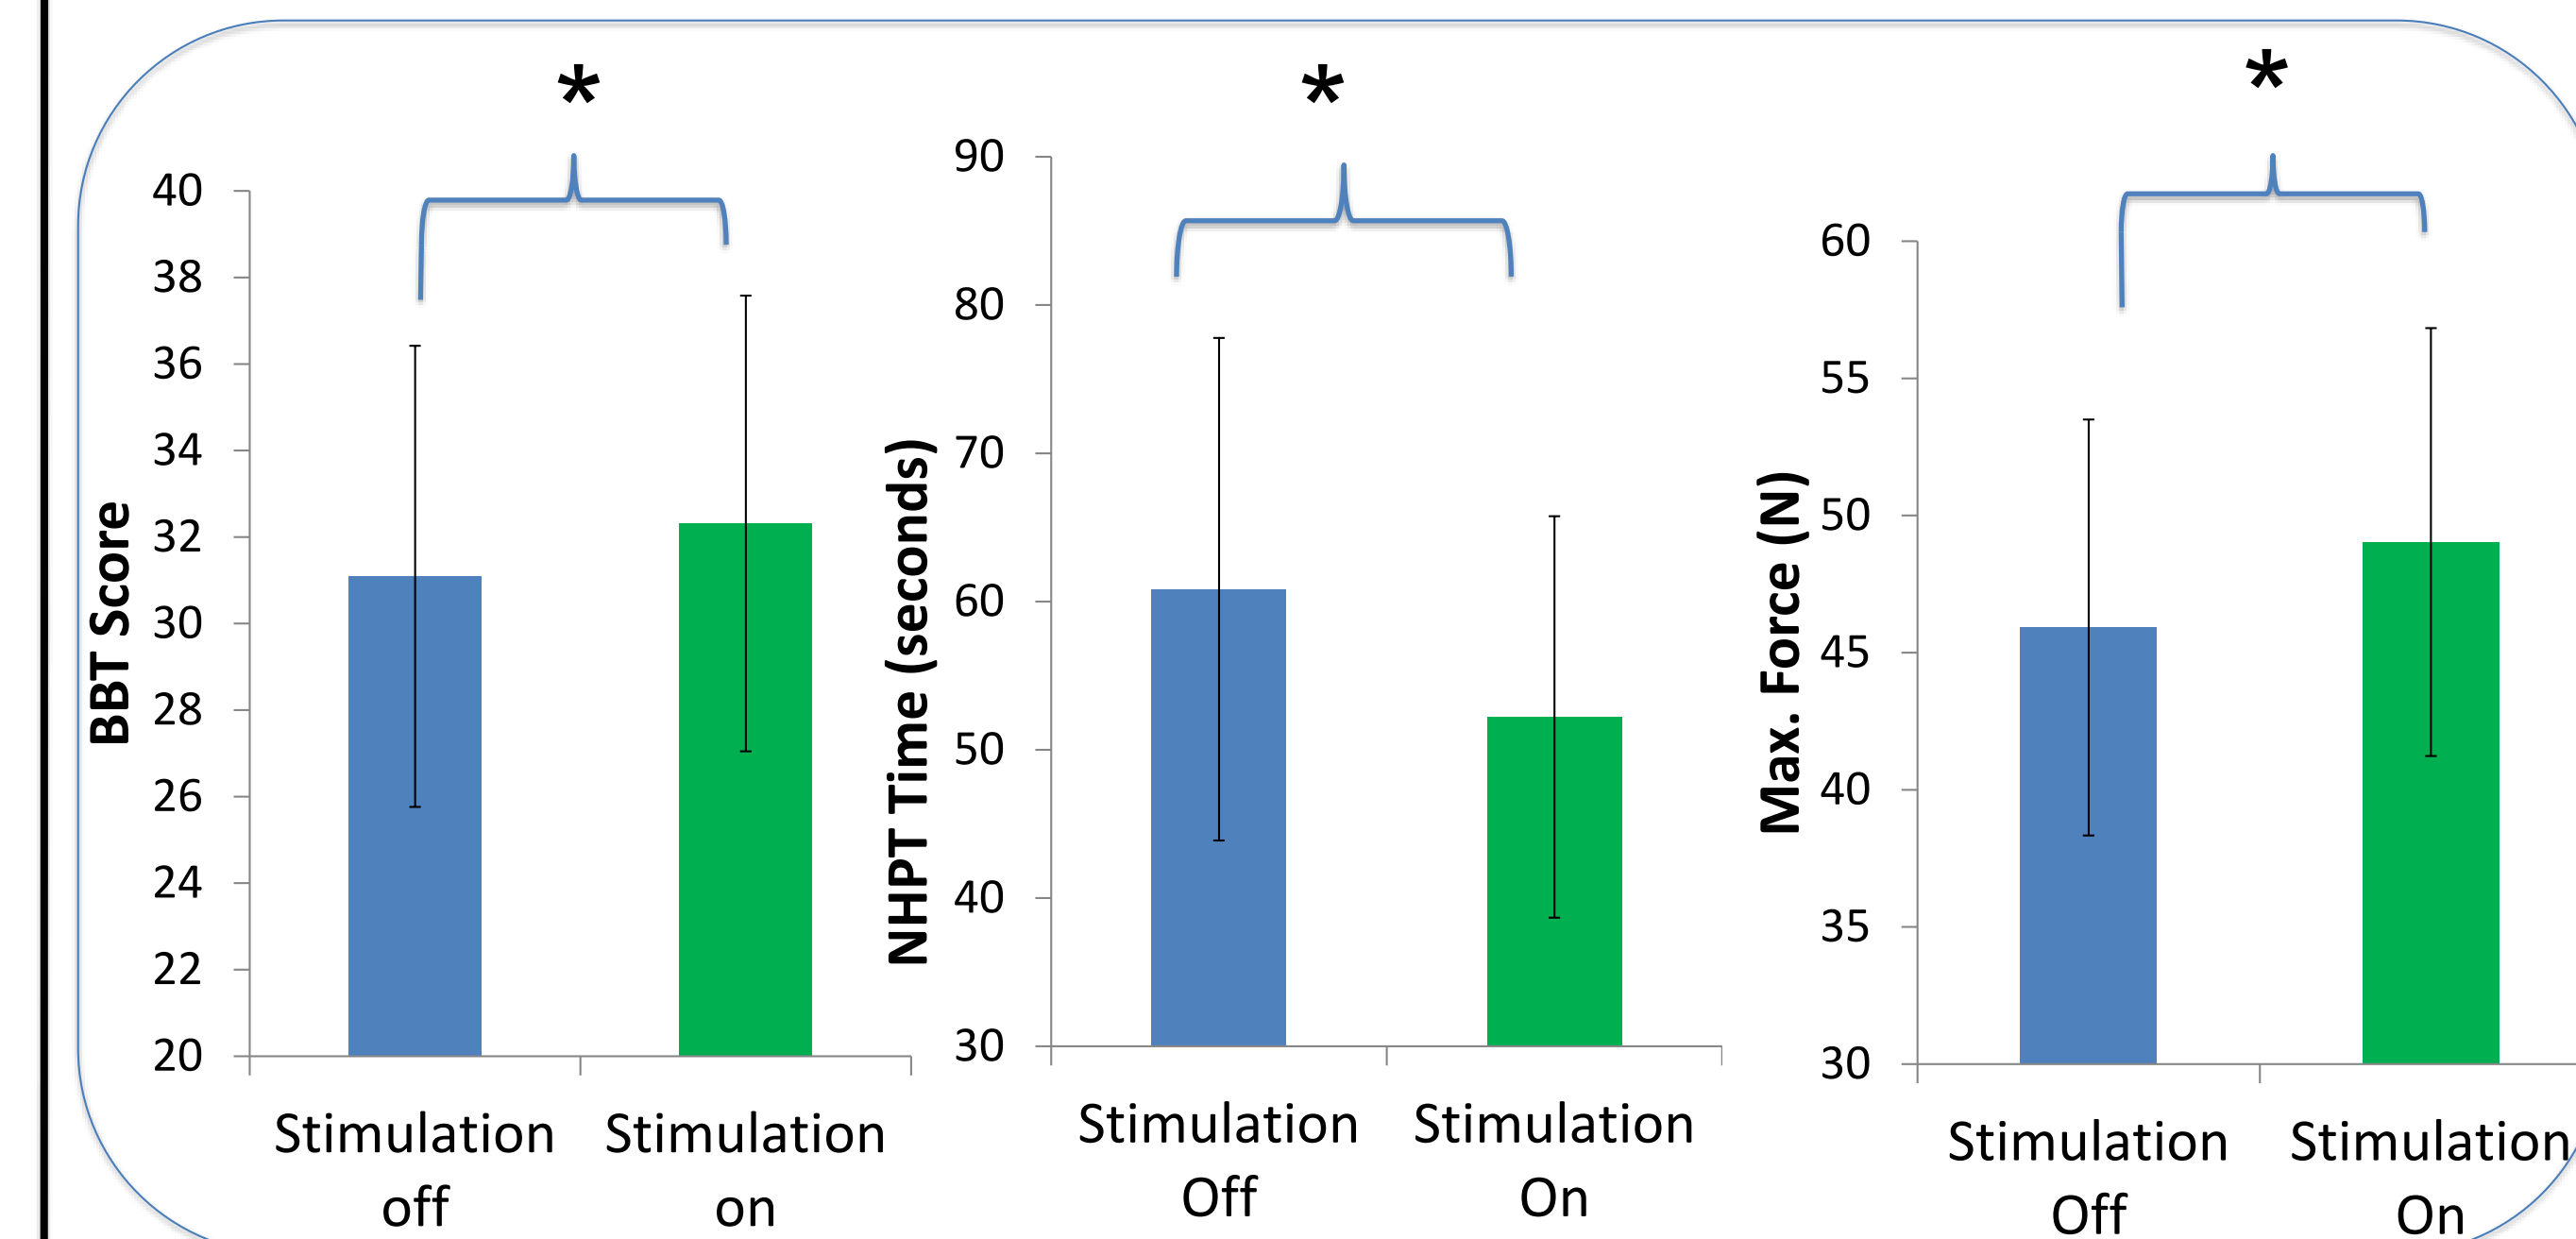 *
*
*
BBT Score
40
38
36
34
32
30
28
26
24
22
20
Stimulation
off
Stimulation
on
NHPT Time (seconds)
90
80
70
60
50
40
30
Stimulation
Off
Stimulation
On
Max. Force (N)
60
55
50
45
40
35
30
Stimulation
Off
Stimulation
On